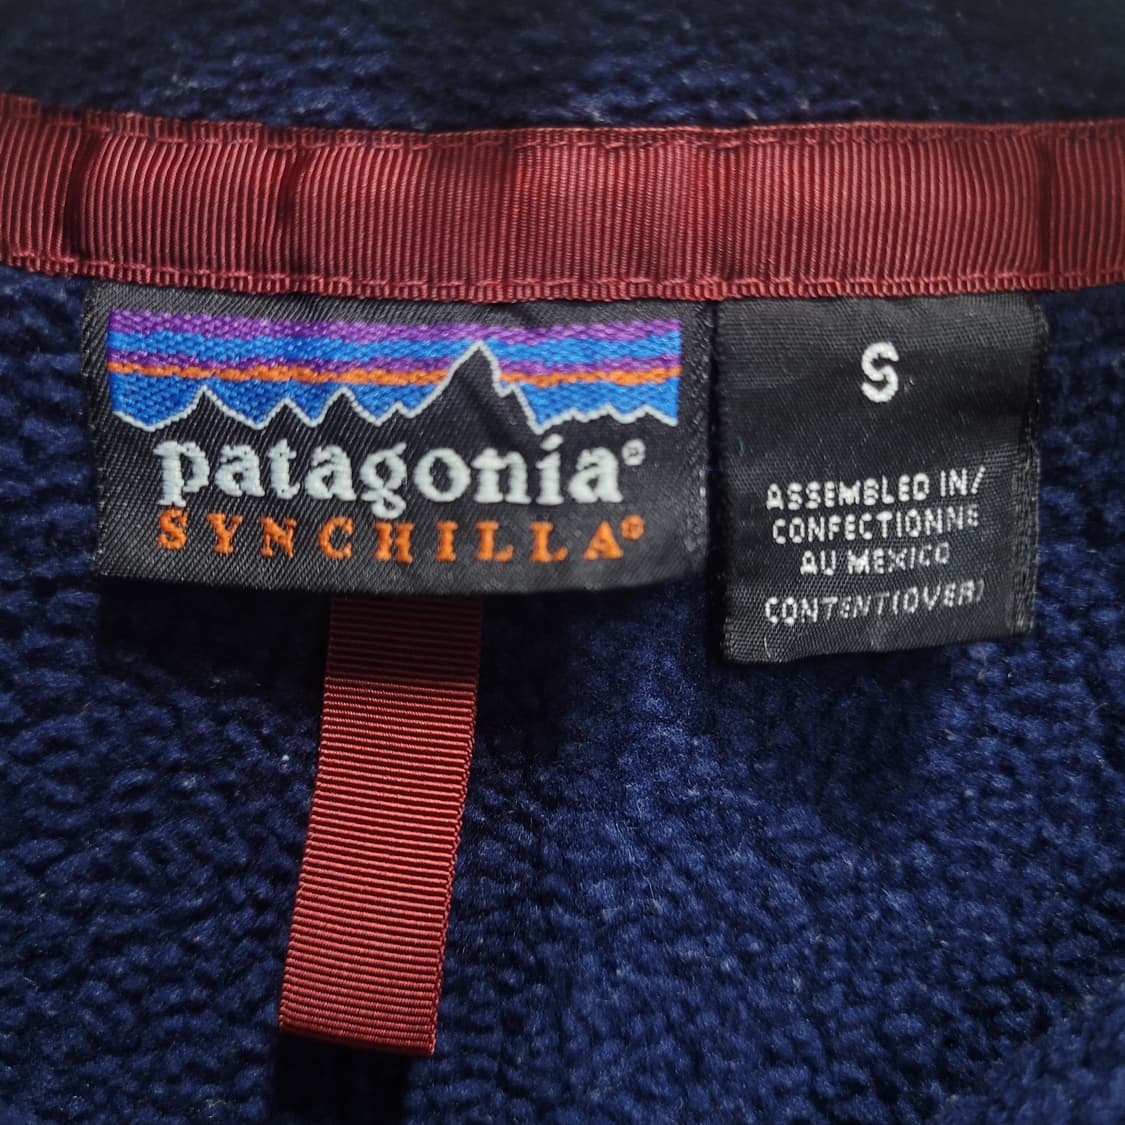 patagonia®
SYNCHILLA®
S
ASSEMBLED IN/
CONFECTIONNE
AU MEXICO
CONTENT(OVER)